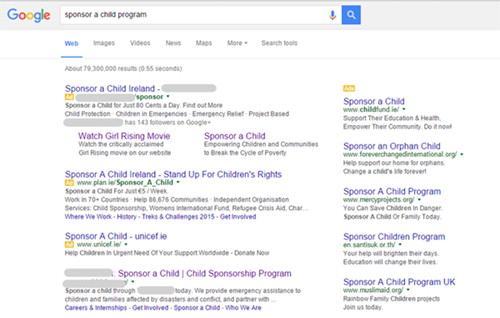 Google
sponsor a child program
Web Images Videos News Maps More Search tools
About 79,300,000 results (0.55 seconds)
Sponsor a Child Ireland -
Ad /sponsor
Sponsor a Child for Just 80 Cents a Day. Find out More
Child Protection · Children in Emergencies · Emergency Relief · Project Based
has 143 followers on Google+
Watch Girl Rising Movie
Watch the critically acclaimed
Girl Rising movie on our website
Sponsor a Child
Empowering Children and Communities
to Break the Cycle of Poverty
Sponsor A Child Ireland - Stand Up For Children's Rights
Ad www.plan.ie/Sponsor_A_Child
Sponsor a Child For Just €5 / Week.
Work In 70+ Countries · Help 86,676 Communities · Independent Organisation
Services: Child Sponsorship, Womens International Fund, Refugee Crisis Aid, Char...
Where We Work - History - Treks & Challenges 2015 - Get Involved
Sponsor A Child - unicef.ie
Ad www.unicef.ie/
Help Children In Urgent Need Of Your Support Worldwide - Donate Now
: Sponsor a Child | Child Sponsorship Program
/
Sponsor a child through today. We provide emergency assistance to
children and families affected by disasters and conflict, and partner with ...
Careers & Internships - Get Involved - Sponsor a Child - Who We Are
Ads
Sponsor a Child
www.childfund.ie/
Support Their Education & Health,
Empower Their Community. Do it now!
Sponsor an Orphan Child
www.foreverchangedinternational.org/
Help support our home for orphans.
Change a child's life forever!
Sponsor A Child Program
www.mercyprojects.org/
You Can Save Children In Danger.
Sponsor A Child Or Family Today.
Sponsor Children Program
en.santisuk.or.th/
Your help will brighten their days.
Education will change their lives.
Sponsor A Child Program UK
www.muslimaid.org/
Rainbow Family Children projects
Join us today.